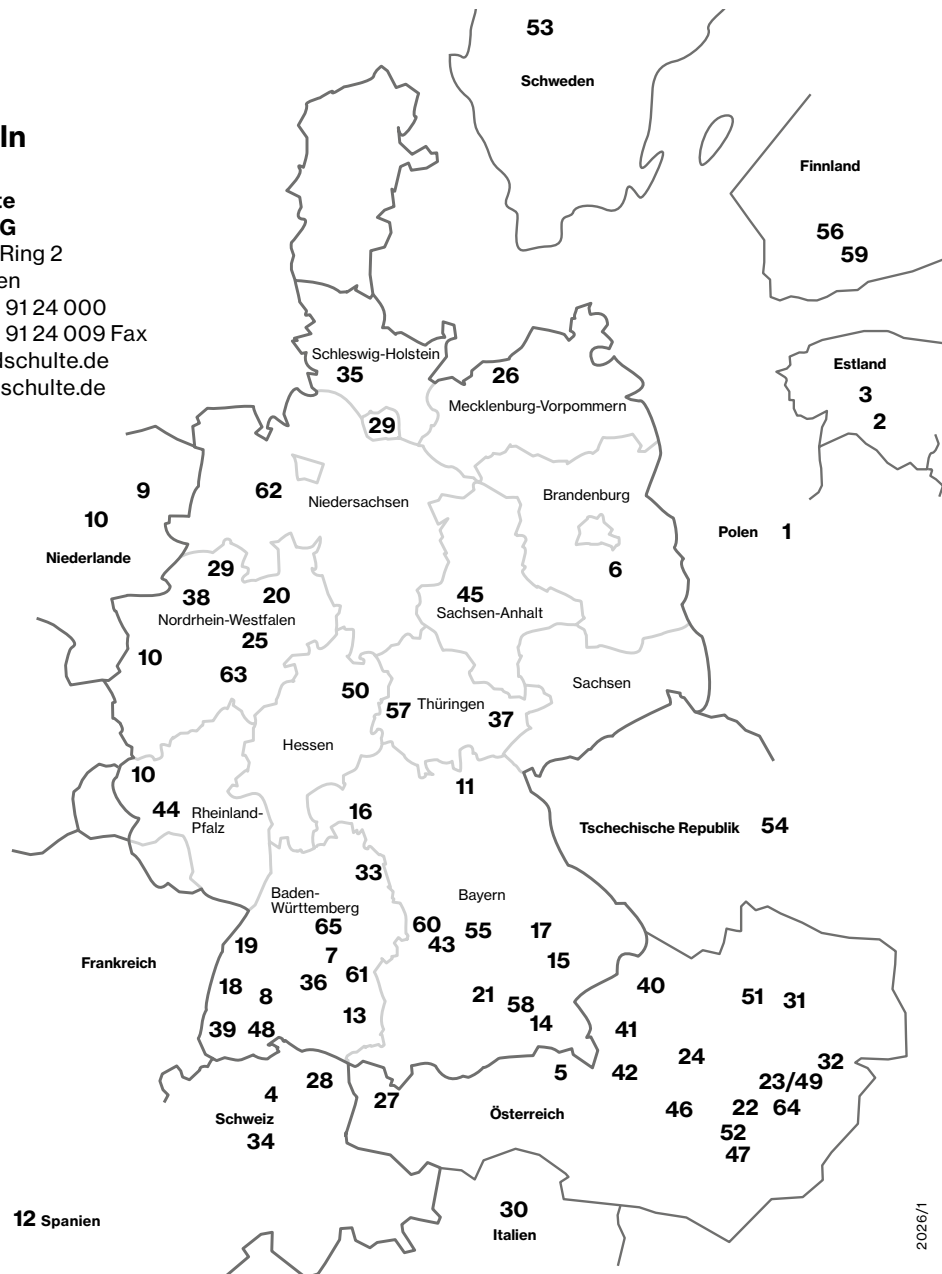 53
Schweden
ln
Finnland
te
G
56
Ring 2
59
en
91 24 000
91 24 009 Fax
Schleswig-Holstein
lschulte.de
Estland
35
26
schulte.de
3
Mecklenburg-Vorpommern
29
2
9
62
Niedersachsen
Brandenburg
10
Polen 1
Niederlande
29
6
38
20
45
Sachsen-Anhalt
Nordrhein-Westfalen
25
10
63
50
Sachsen
57
Thüringen
37
Hessen
10
11
44
Rheinland-
Pfalz
16
Tschechische Republik 54
33
Baden-
Württemberg
Bayern
65
60
55
17
43
19
7
Frankreich
15
36
61
18
8
40
21
58
51
31
13
14
39
48
41
24
32
5
42
28
23/49
4
27
46
22
64
Schweiz
Österreich
34
52
47
12 Spanien
30
Italien
2026/1